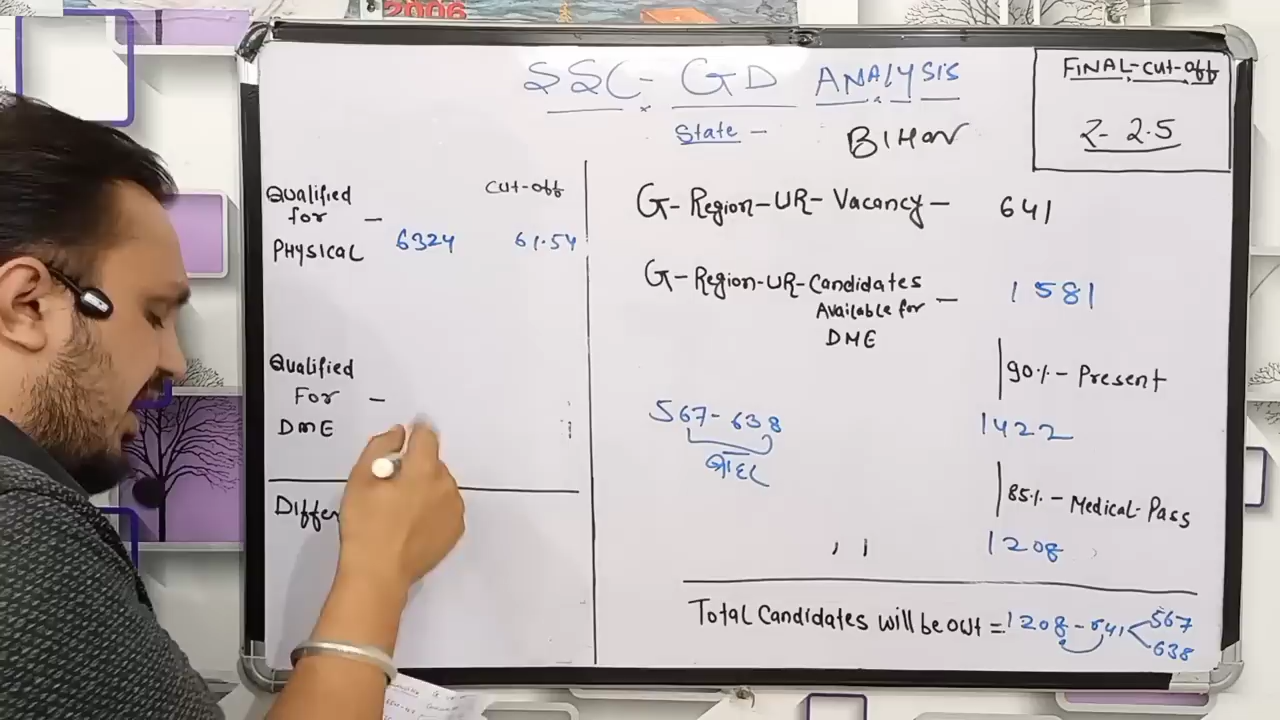 SSC- GD ANALYSIS
State - BIHAR
FINAL-CUT-Off
2- 2.5
CUT-Off
Qualified
for -
PHYSICAL 6324 61.54
Qualified
For -
DME
Differ
G-Region-UR-Vacancy- 641
G-Region-UR-Candidates
Available for - 1581
DME
90%-Present
567-638
बाहर
1422
85%-Medical-Pass
1208
Total Candidates will be out = 1208-641
567
638